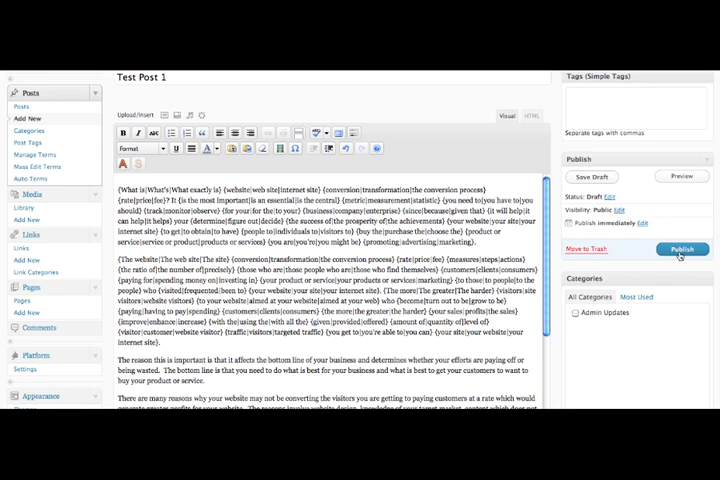 Test Post 1
Posts
Posts
Add New
Categories
Post Tags
Manage Terms
Mass Edit Terms
Auto Terms
Media
Library
Add New
Links
Links
Add New
Link Categories
Pages
Pages
Add New
Comments
Platform
Settings
Appearance
Upload/Insert
Visual
HTML
B I ABC
Format
U A
A S
{What is|What's|What exactly is} {website|web site|internet site} {conversion|transformation|the conversion process}
{rate|price|fee}? It {is the most important|is an essential|is the central} {metric|measurement|statistic} {you need to|you have to|you
should} {track|monitor|observe} {for your|for the|to your} {business|company|enterprise} {since|because|given that} {it will help|it
can help|it helps} your {determine|figure out|decide} {the success of|the prosperity of|the achievements} {your website|your site|your
internet site} {to get|to obtain|to have} {people to|individuals to|visitors to} {buy the|purchase the|choose the} {product or
service|service or product|products or services} {you are|you're|you might be} {promoting|advertising|marketing}.
{The website|The web site|The site} {conversion|transformation|the conversion process} {rate|price|fee} {measures|steps|actions}
{the ratio of|the number of|precisely} {those who are|those people who are|those who find themselves} {customers|clients|consumers}
{paying for|spending money on|investing in} {your product or service|your products or services|marketing} {to those|to people|to the
people} who {visited|frequented|been to} {your website|your site|your internet site}. {The more|The greater|The harder} {visitors|site
visitors|website visitors} {to your website|aimed at your website|aimed at your web} who {become|turn out to be|grow to be}
{paying|having to pay|spending} {customers|clients|consumers} {the more|the greater|the harder} {your sales|profits|the sales}
{improve|enhance|increase} {with the|using the|with all the} {given|provided|offered} {amount of|quantity of|level of}
{visitor|customer|website visitor} {traffic|visitors|targeted traffic} {you get to|you're able to|you can} {your site|your website|your
internet site}.
The reason this is important is that it affects the bottom line of your business and determines whether your efforts are paying off or
being wasted. The bottom line is that you need to do what is best for your business and what is best to get your customers to want to
buy your product or service.
There are many reasons why your website may not be converting the visitors you are getting to paying customers at a rate which would
Tags (Simple Tags)
Separate tags with commas
Publish
Save Draft
Preview
Status: Draft Edit
Visibility: Public Edit
Publish immediately Edit
Move to Trash
Publish
Categories
All Categories
Most Used
Admin Updates